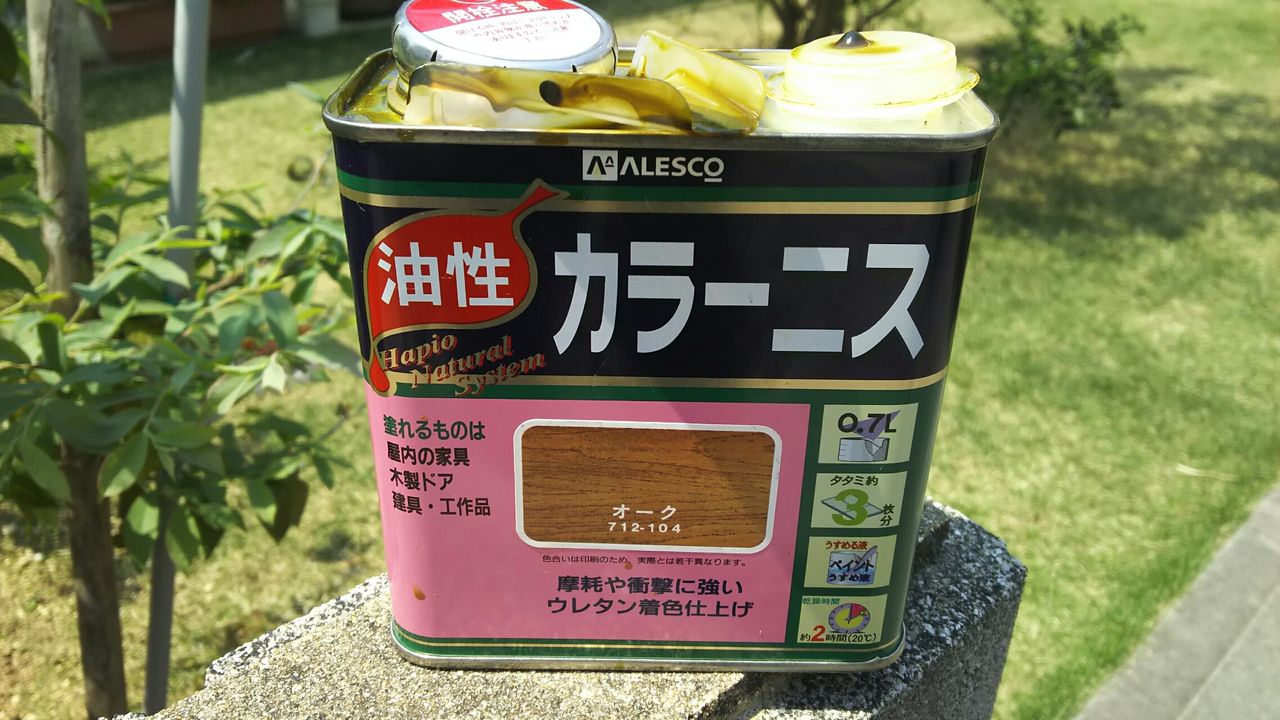 開栓注意
ALESCO
油性
カラーニス
Hapio
Natural
System
塗れるものは
屋内の家具
木製ドア
建具・工作品
オーク
712-104
色合いは印刷のため、実際とは若干異なります。
摩耗や衝撃に強い
ウレタン着色仕上げ
0.7L
タタミ約
3枚分
うすめる液
ペイント
うすめ液
乾燥時間
約2時間(20℃)